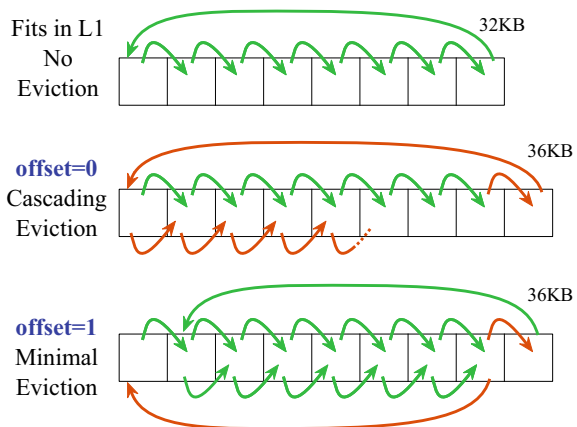 Fits in L1
No
Eviction
32KB
offset=0
Cascading
Eviction
36KB
offset=1
Minimal
Eviction
36KB